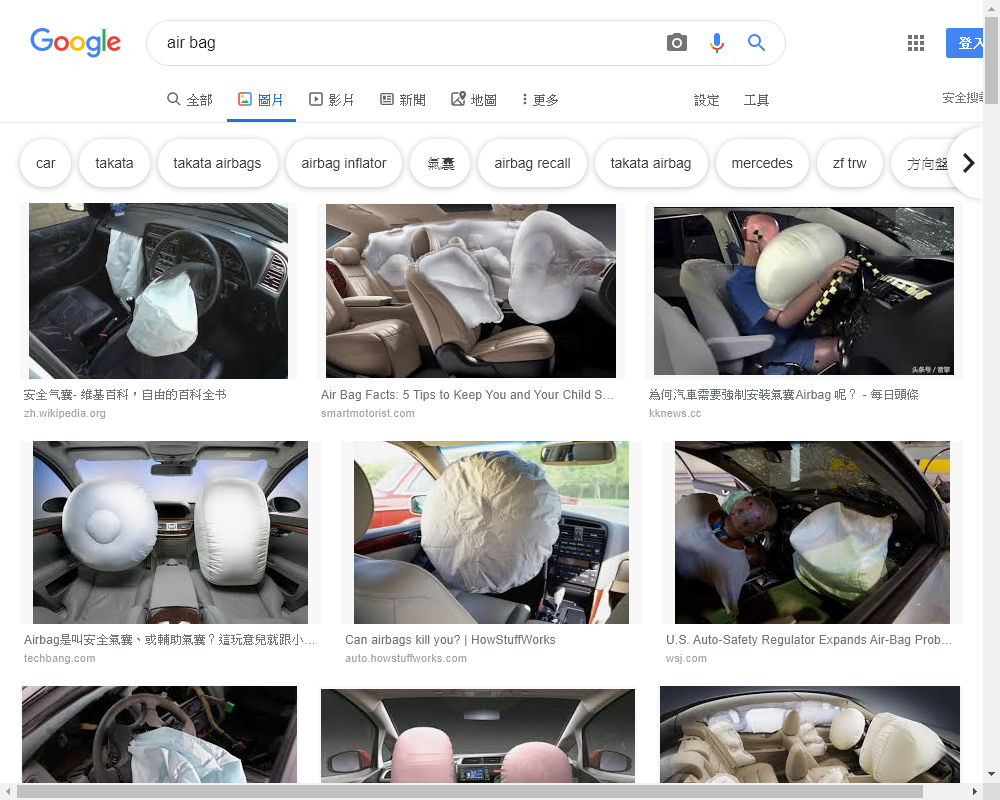 Google
air bag
登入
全部
圖片
影片
新聞
地圖
更多
設定
工具
安全搜尋
car
takata
takata airbags
airbag inflator
氣囊
airbag recall
takata airbag
mercedes
zf trw
方向盤
头条号 / 曾擎
安全气囊- 维基百科，自由的百科全书
zh.wikipedia.org
Air Bag Facts: 5 Tips to Keep You and Your Child S...
smartmotorist.com
為何汽車需要強制安裝氣囊Airbag 呢？ - 每日頭條
kknews.cc
Airbag是叫安全氣囊、或輔助氣囊？這玩意兒就跟小...
techbang.com
Can airbags kill you? | HowStuffWorks
auto.howstuffworks.com
U.S. Auto-Safety Regulator Expands Air-Bag Prob...
wsj.com